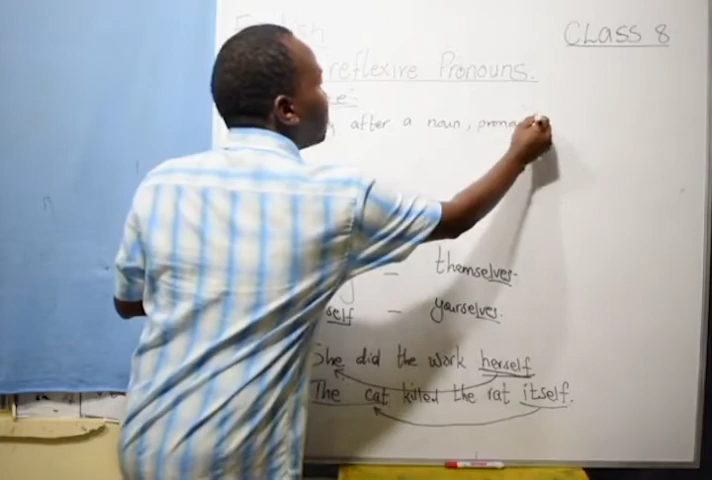 English
CLASS 8
reflexive Pronouns.
after a noun, prono
– themselves.
self – yourselves.
She did the work herself
The cat killed the rat itself.